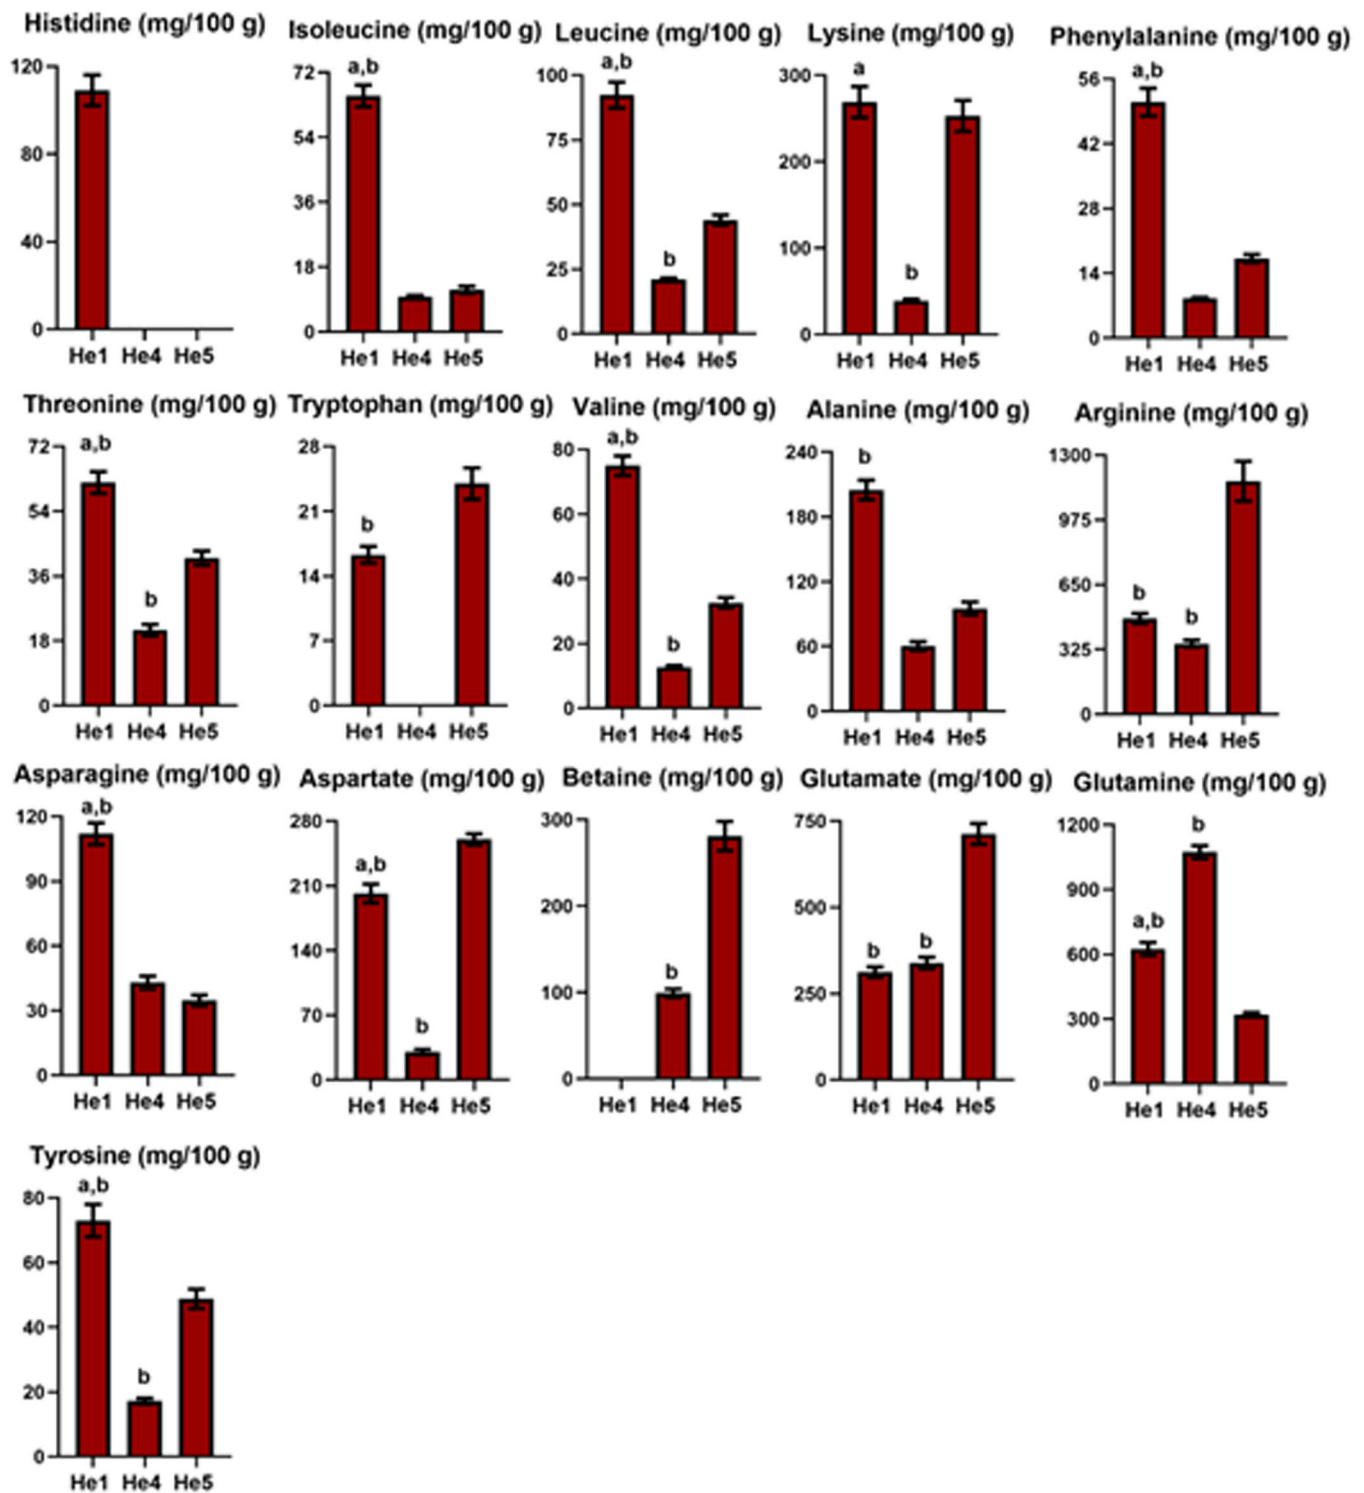 Histidine (mg/100 g)
120
80
40
0
He1 He4 He5
Isoleucine (mg/100 g)
a,b
72
54
36
18
0
He1 He4 He5
Leucine (mg/100 g)
a,b
100
75
50
b
25
0
He1 He4 He5
Lysine (mg/100 g)
a
300
200
100
b
0
He1 He4 He5
Phenylalanine (mg/100 g)
a,b
56
42
28
14
0
He1 He4 He5
Threonine (mg/100 g)
a,b
72
54
36
b
18
0
He1 He4 He5
Tryptophan (mg/100 g)
28
21
b
14
7
0
He1 He4 He5
Valine (mg/100 g)
a,b
80
60
40
20
b
0
He1 He4 He5
Alanine (mg/100 g)
b
240
180
120
60
0
He1 He4 He5
Arginine (mg/100 g)
1300
975
650
b
b
325
0
He1 He4 He5
Asparagine (mg/100 g)
a,b
120
90
60
30
0
He1 He4 He5
Aspartate (mg/100 g)
280
a,b
210
140
70
b
0
He1 He4 He5
Betaine (mg/100 g)
300
200
b
100
0
He1 He4 He5
Glutamate (mg/100 g)
750
500
b
b
250
0
He1 He4 He5
Glutamine (mg/100 g)
b
1200
900
a,b
600
300
0
He1 He4 He5
Tyrosine (mg/100 g)
a,b
80
60
40
b
20
0
He1 He4 He5